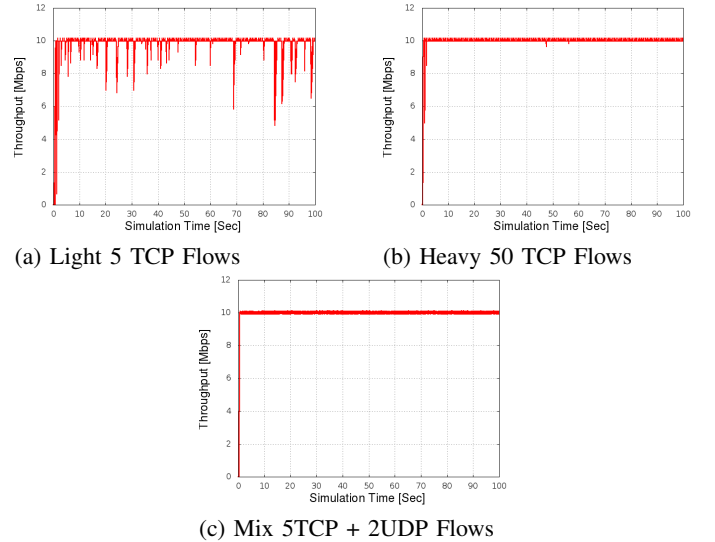 Throughput [Mbps]
12
10
8
6
4
2
0
0 10 20 30 40 50 60 70 80 90 100
Simulation Time [Sec]
(a) Light 5 TCP Flows
Throughput [Mbps]
12
10
8
6
4
2
0
0 10 20 30 40 50 60 70 80 90 100
Simulation Time [Sec]
(b) Heavy 50 TCP Flows
Throughput [Mbps]
12
10
8
6
4
2
0
0 10 20 30 40 50 60 70 80 90 100
Simulation Time [Sec]
(c) Mix 5TCP + 2UDP Flows